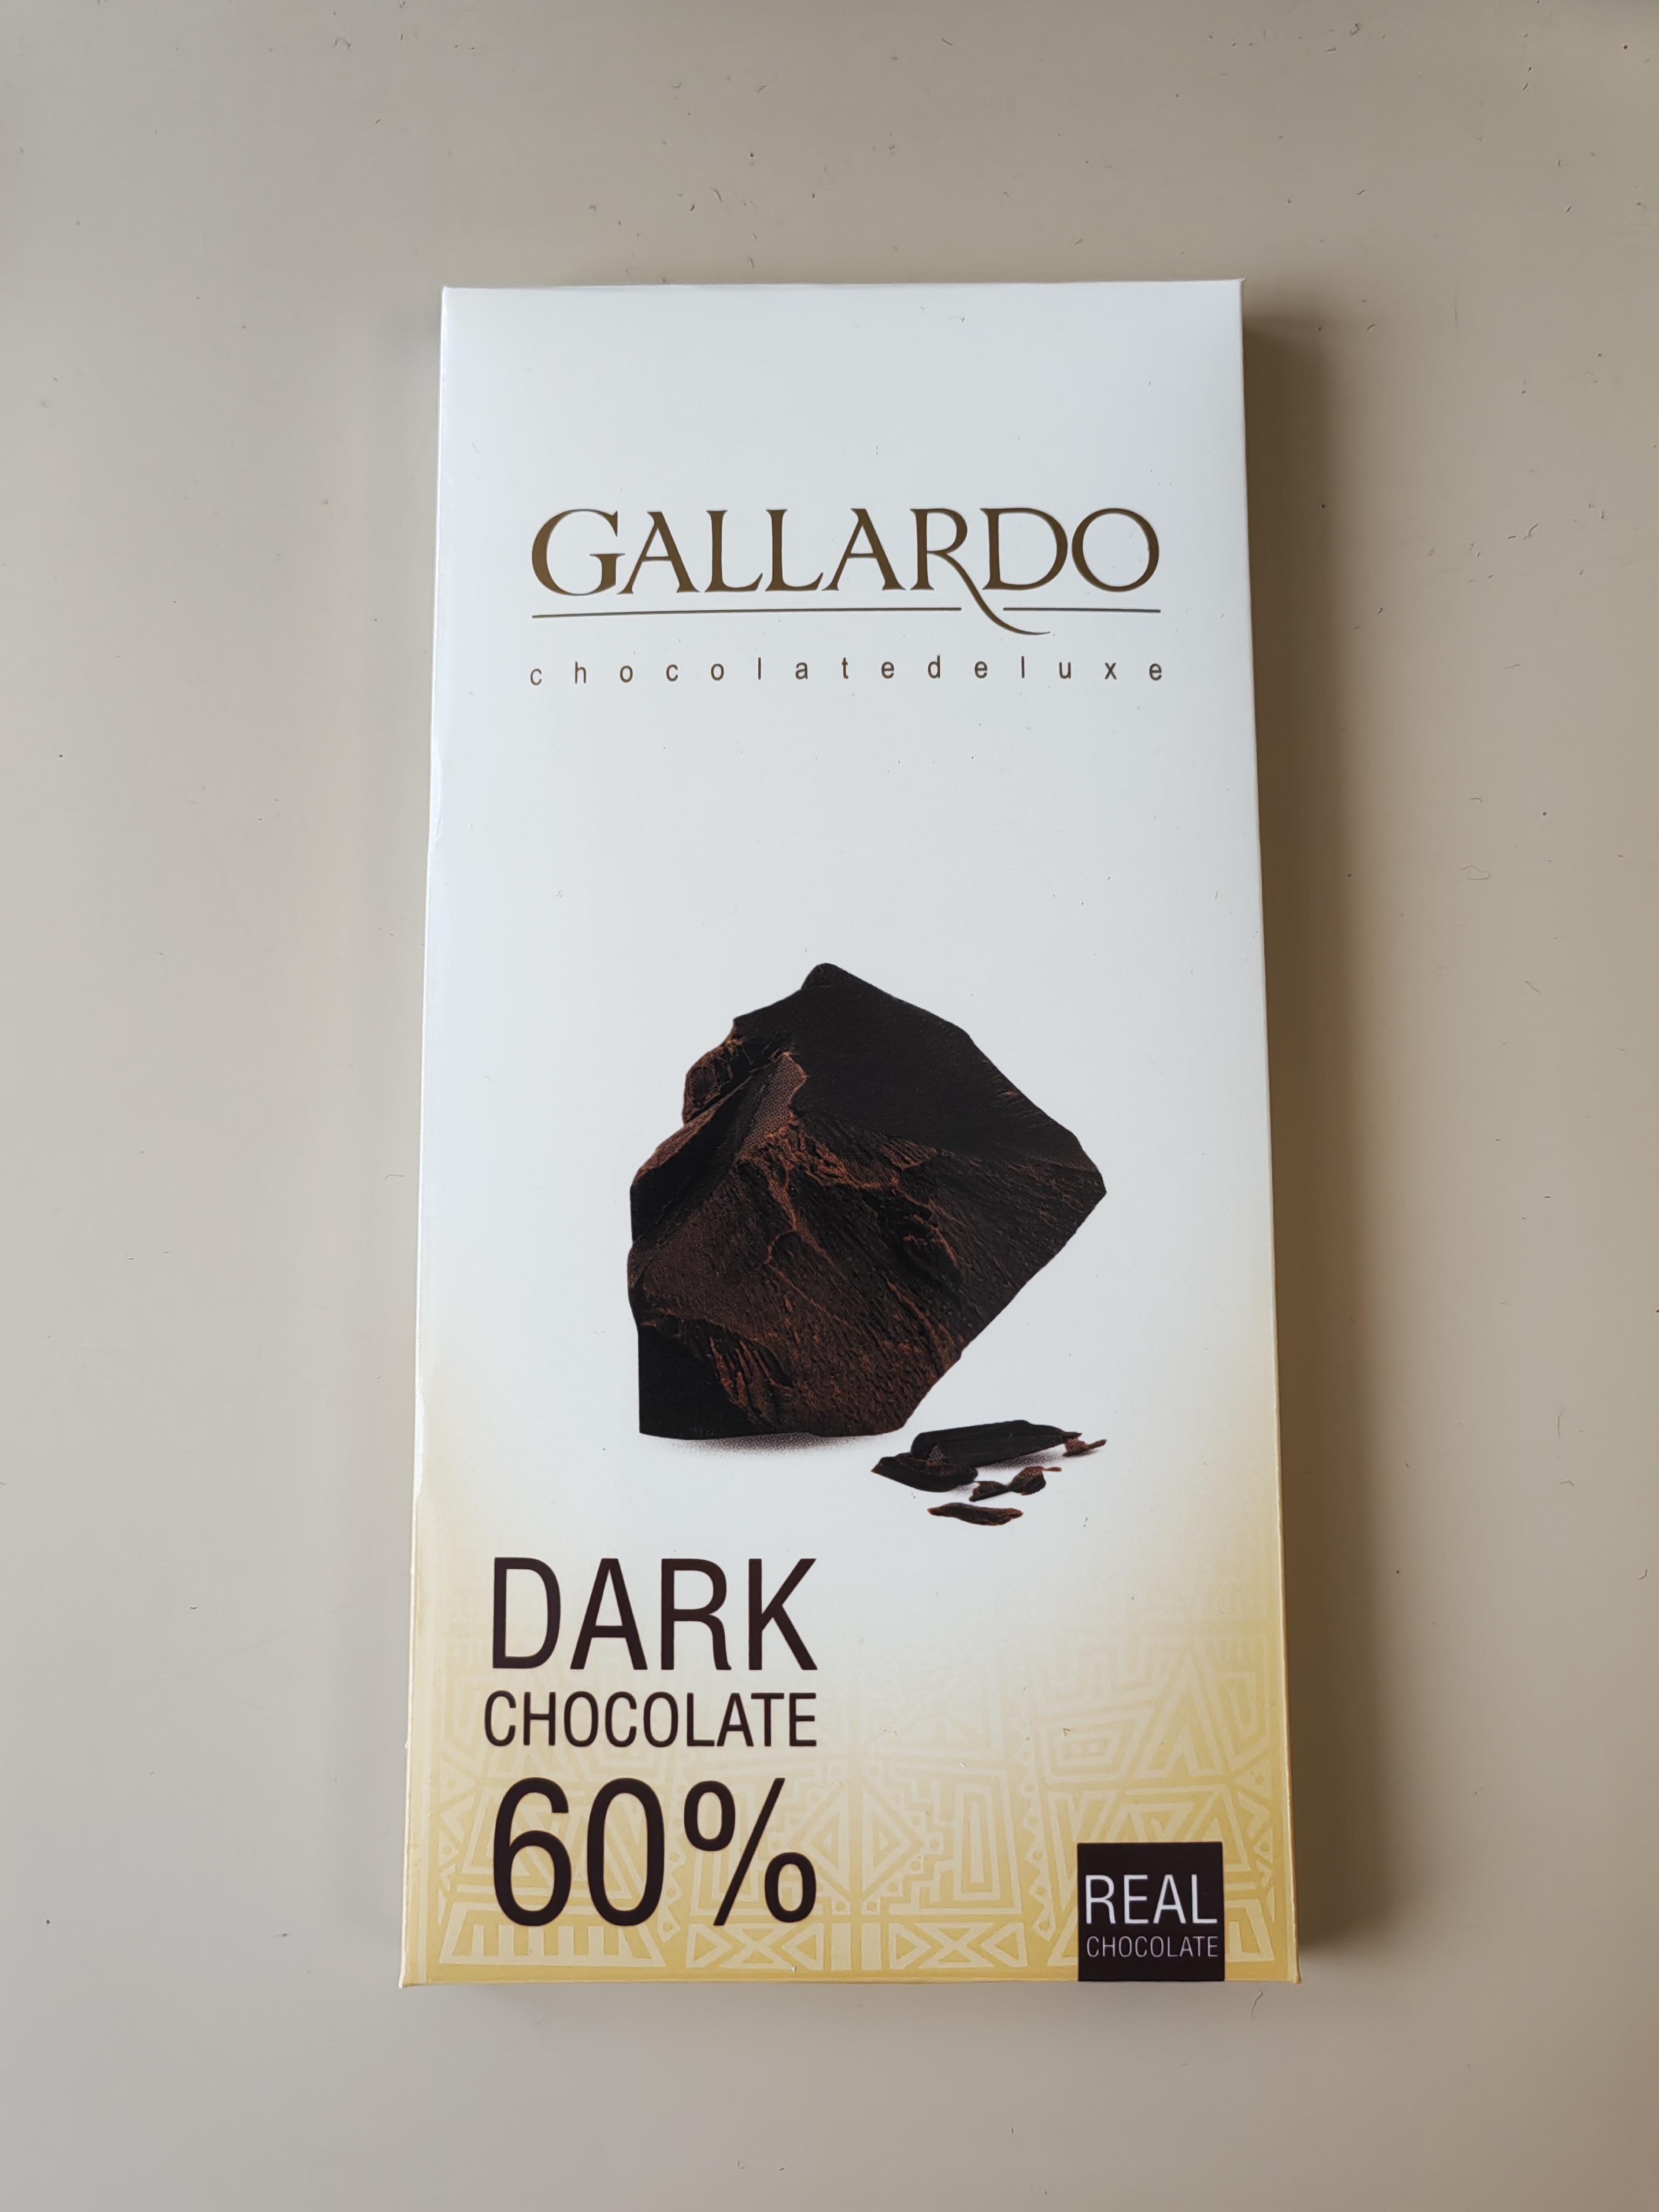 GALLARDO
chocolatedeluxe
DARK
CHOCOLATE
60%
REAL
CHOCOLATE